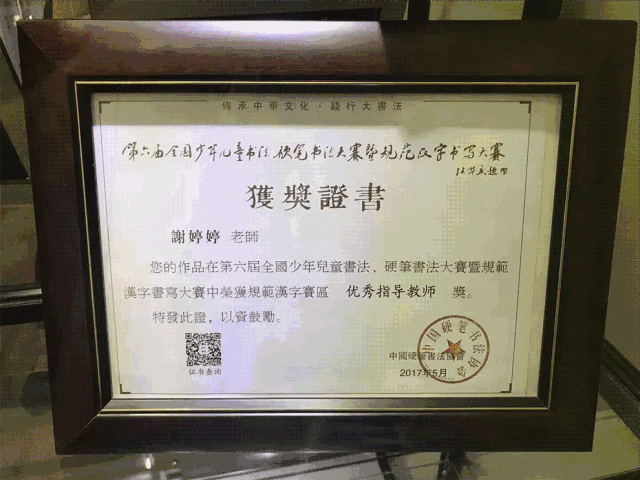 傳承中華文化·踐行大書法
第六届全国少年儿童书法、硬笔书法大赛暨规范汉字书写大赛
獲獎證書
謝婷婷 老師
您的作品在第六屆全國少年兒童書法、硬筆書法大賽暨規範
漢字書寫大賽中榮獲規範漢字賽區 优秀指导教师 獎。
特發此證，以資鼓勵。
证书查询
中國硬筆書法協會
2017年5月
中国硬笔书法协会